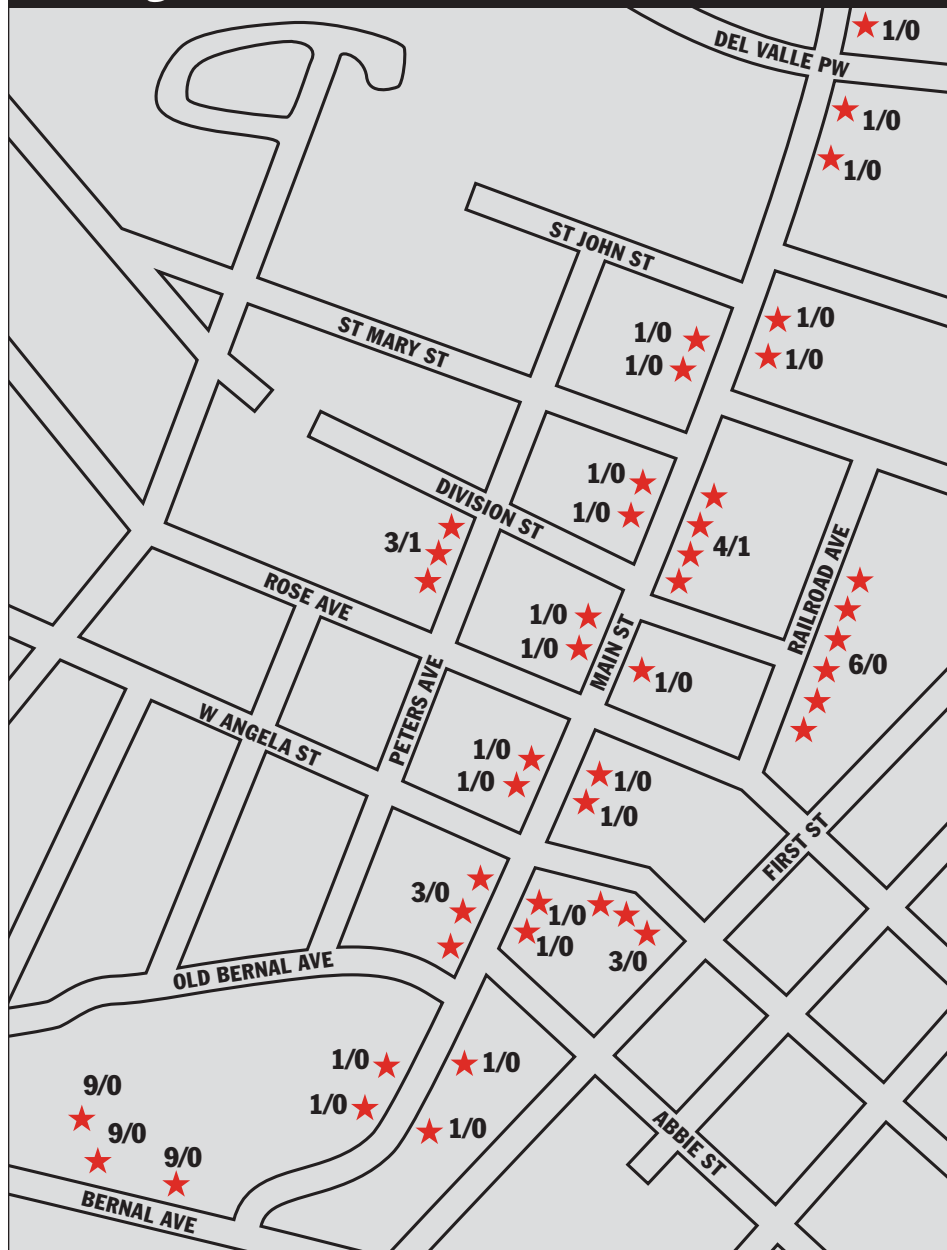 1/0
DEL VALLE PW
1/0
1/0
ST JOHN ST
1/0
1/0
ST MARY ST
1/0
1/0
1/0
1/0
DIVISION ST
3/1
4/1
RAILROAD AVE
ROSE AVE
1/0
1/0
MAIN ST
1/0
6/0
PETERS AVE
W ANGELA ST
1/0
1/0
1/0
1/0
FIRST ST
3/0
1/0
1/0
3/0
OLD BERNAL AVE
1/0
1/0
1/0
1/0
9/0
9/0
9/0
ABBIE ST
BERNAL AVE